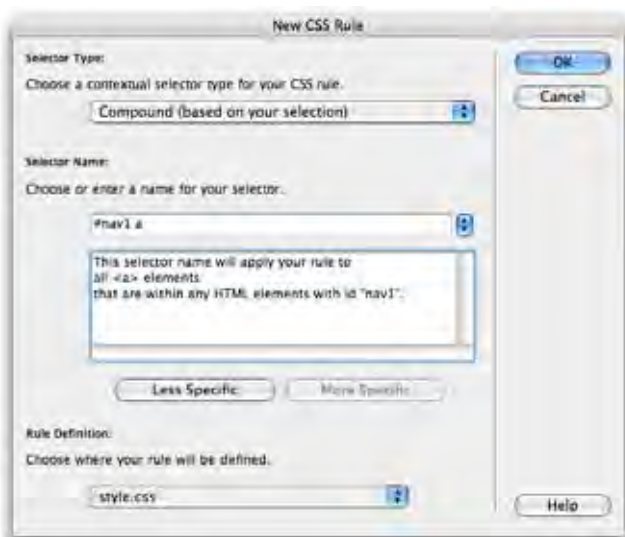 New CSS Rule
Selector Type:
Choose a contextual selector type for your CSS rule.
Compound (based on your selection)
OK
Cancel
Selector Name:
Choose or enter a name for your selector.
#nav1 a
This selector name will apply your rule to
all <a> elements
that are within any HTML elements with id "nav1".
Less Specific
More Specific
Rule Definition:
Choose where your rule will be defined.
style.css
Help